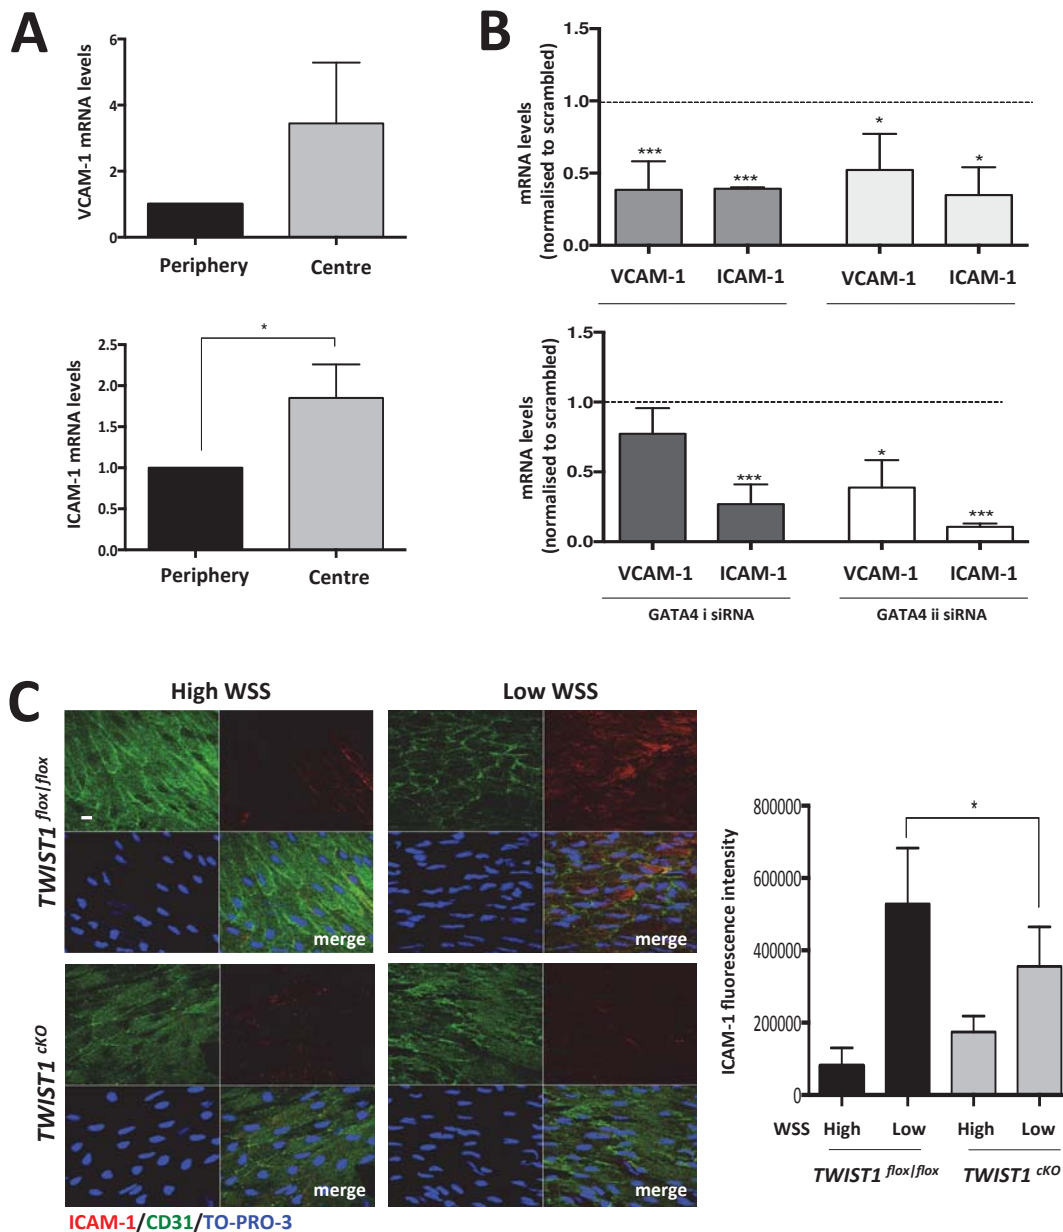 A
VCAM-1 mRNA levels
6
4
2
0
Periphery Centre
ICAM-1 mRNA levels
*
2.5
2.0
1.5
1.0
0.5
0.0
Periphery Centre
B
mRNA levels
(normalised to scrambled)
1.5
1.0
0.5
0.0
*** *** * *
VCAM-1 ICAM-1 VCAM-1 ICAM-1
mRNA levels
(normalised to scrambled)
1.5
1.0
0.5
0.0
*** * ***
VCAM-1 ICAM-1 VCAM-1 ICAM-1
GATA4 i siRNA GATA4 ii siRNA
C
High WSS Low WSS
TWIST1 flox/flox
merge merge
TWIST1 cKO
merge merge
ICAM-1/CD31/TO-PRO-3
ICAM-1 fluorescence intensity
*
800000
600000
400000
200000
0
WSS High Low High Low
TWIST1 flox/flox TWIST1 cKO